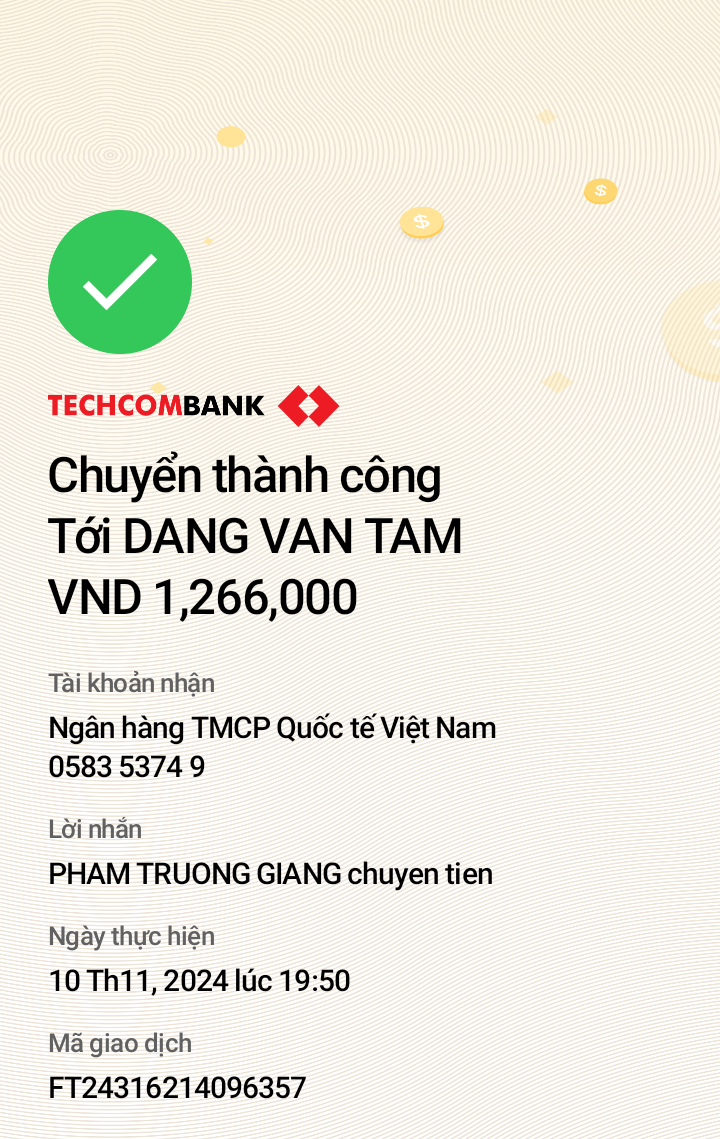 TECHCOMBANK
Chuyển thành công
Tới DANG VAN TAM
VND 1,266,000
Tài khoản nhận
Ngân hàng TMCP Quốc tế Việt Nam
0583 5374 9
Lời nhắn
PHAM TRUONG GIANG chuyen tien
Ngày thực hiện
10 Th11, 2024 lúc 19:50
Mã giao dịch
FT24316214096357